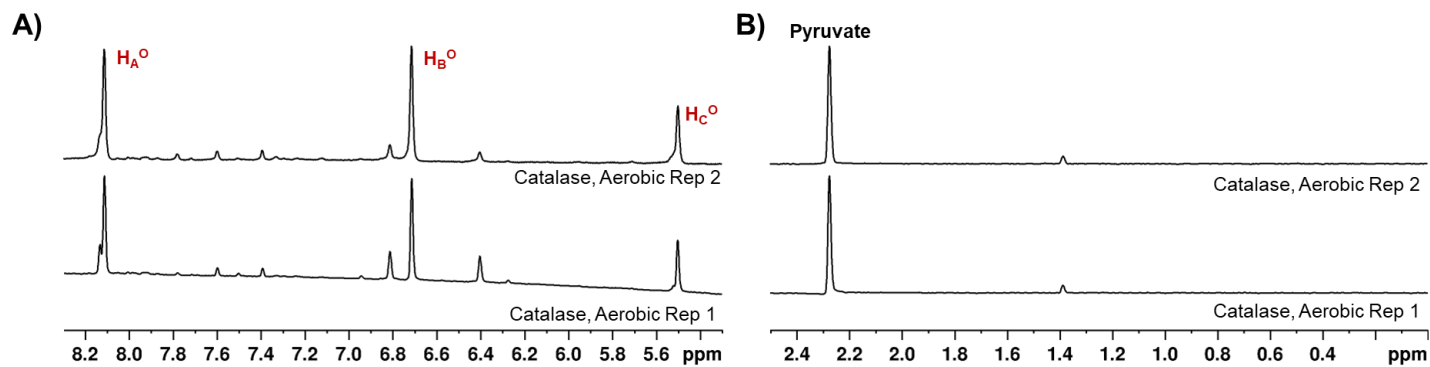 A)
H_A^O
H_B^O
H_C^O
Catalase, Aerobic Rep 2
Catalase, Aerobic Rep 1
8.2 8.0 7.8 7.6 7.4 7.2 7.0 6.8 6.6 6.4 6.2 6.0 5.8 5.6 ppm
B)
Pyruvate
Catalase, Aerobic Rep 2
Catalase, Aerobic Rep 1
2.4 2.2 2.0 1.8 1.6 1.4 1.2 1.0 0.8 0.6 0.4 ppm